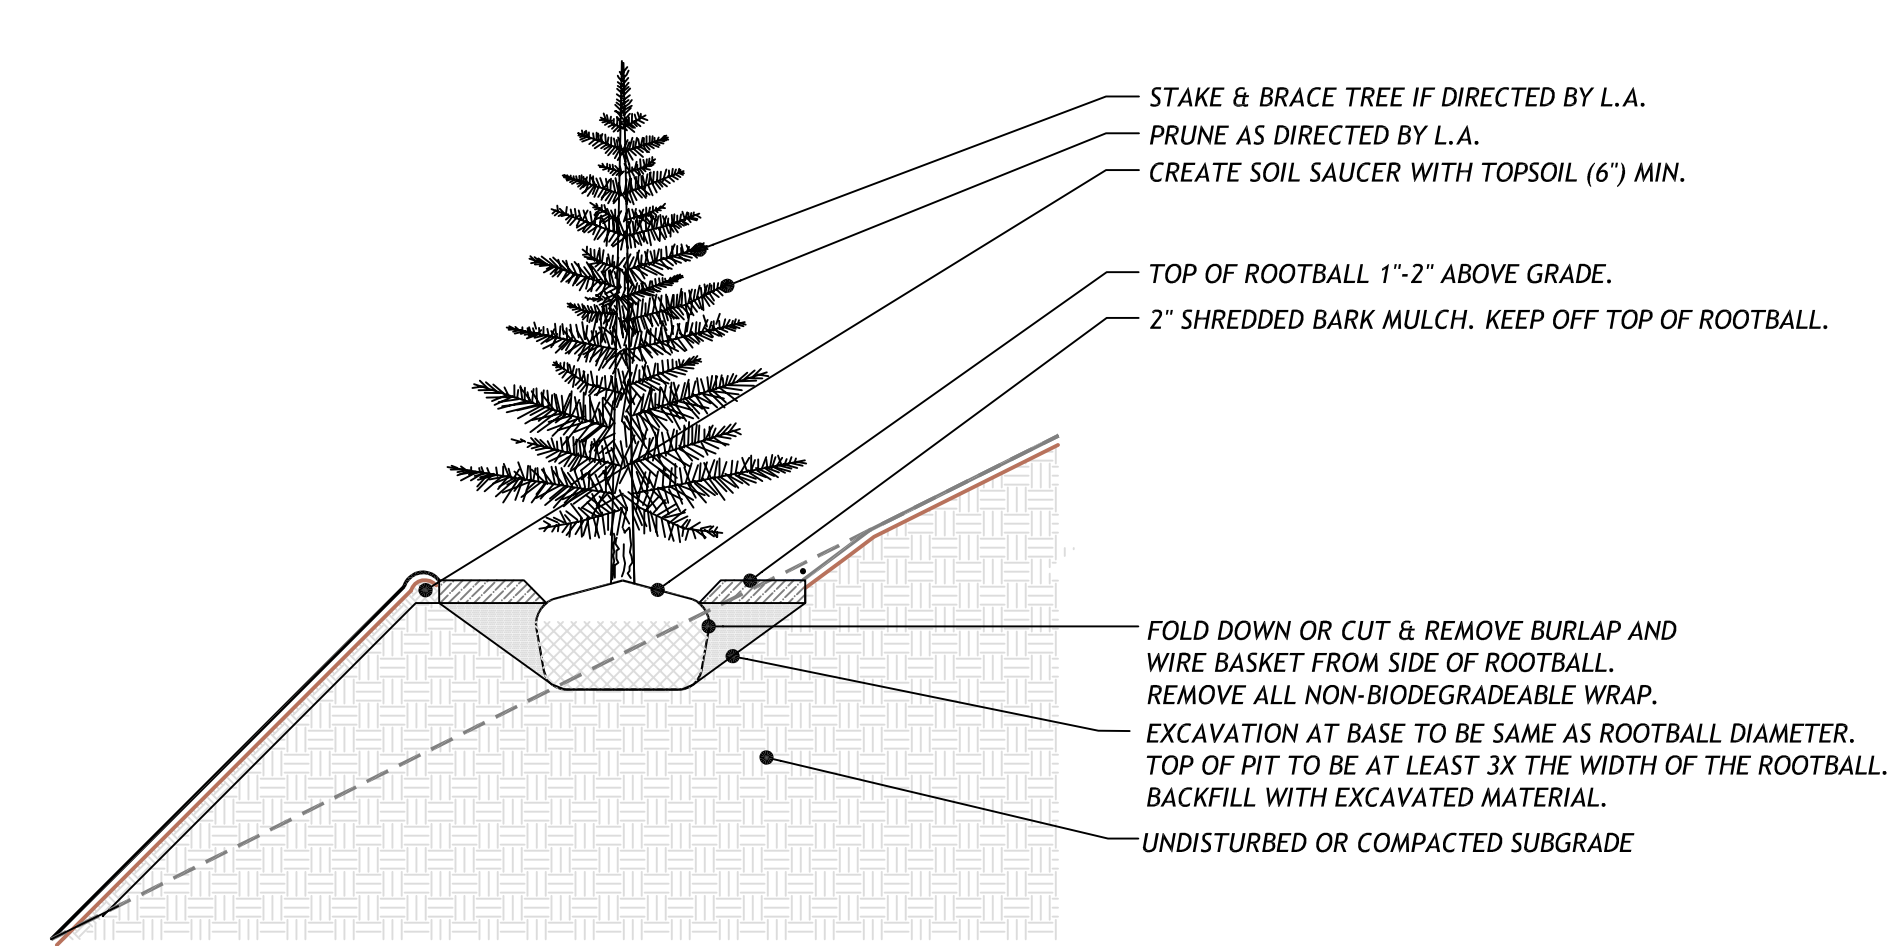 STAKE & BRACE TREE IF DIRECTED BY L.A.
PRUNE AS DIRECTED BY L.A.
CREATE SOIL SAUCER WITH TOPSOIL (6") MIN.
TOP OF ROOTBALL 1"-2" ABOVE GRADE.
2" SHREDDED BARK MULCH. KEEP OFF TOP OF ROOTBALL.
FOLD DOWN OR CUT & REMOVE BURLAP AND
WIRE BASKET FROM SIDE OF ROOTBALL.
REMOVE ALL NON-BIODEGRADEABLE WRAP.
EXCAVATION AT BASE TO BE SAME AS ROOTBALL DIAMETER.
TOP OF PIT TO BE AT LEAST 3X THE WIDTH OF THE ROOTBALL.
BACKFILL WITH EXCAVATED MATERIAL.
UNDISTURBED OR COMPACTED SUBGRADE